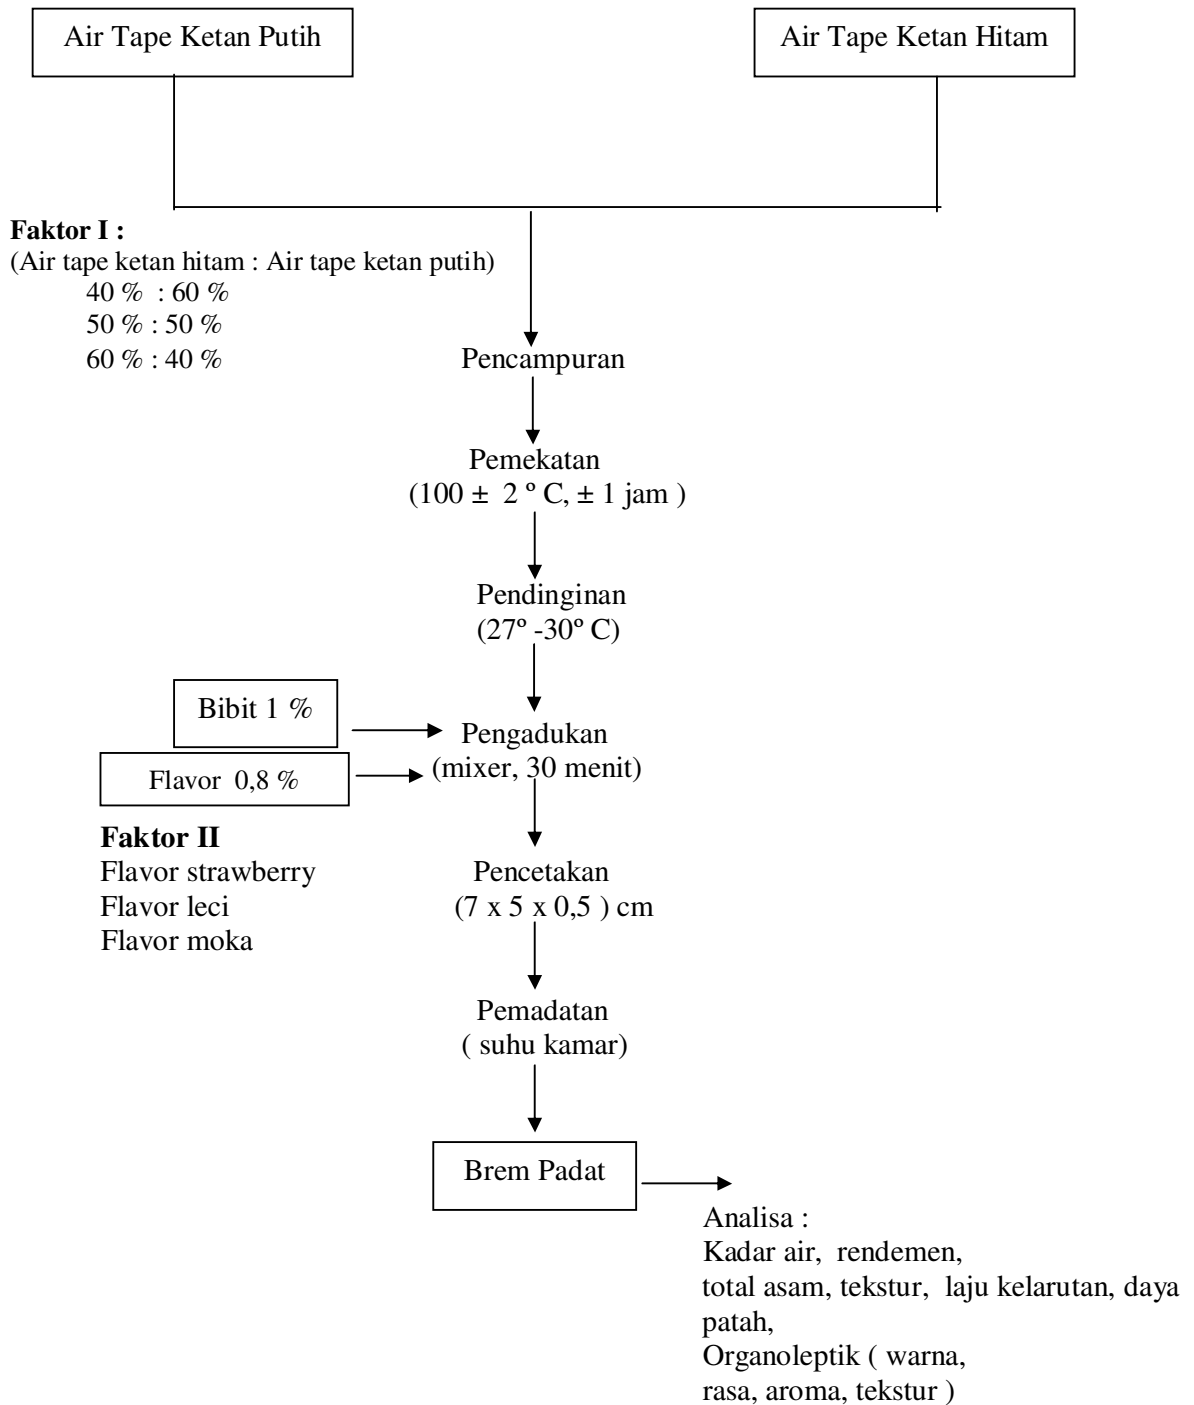 Air Tape Ketan Putih
Air Tape Ketan Hitam
Faktor I :
(Air tape ketan hitam : Air tape ketan putih)
40 % : 60 %
50 % : 50 %
60 % : 40 %
Pencampuran
Pemekatan
(100 ± 2 º C, ± 1 jam )
Pendinginan
(27º -30º C)
Bibit 1 %
Pengadukan
(mixer, 30 menit)
Flavor 0,8 %
Faktor II
Flavor strawberry
Flavor leci
Flavor moka
Pencetakan
(7 x 5 x 0,5 ) cm
Pemadatan
( suhu kamar)
Brem Padat
Analisa :
Kadar air, rendemen,
total asam, tekstur, laju kelarutan, daya
patah,
Organoleptik ( warna,
rasa, aroma, tekstur )